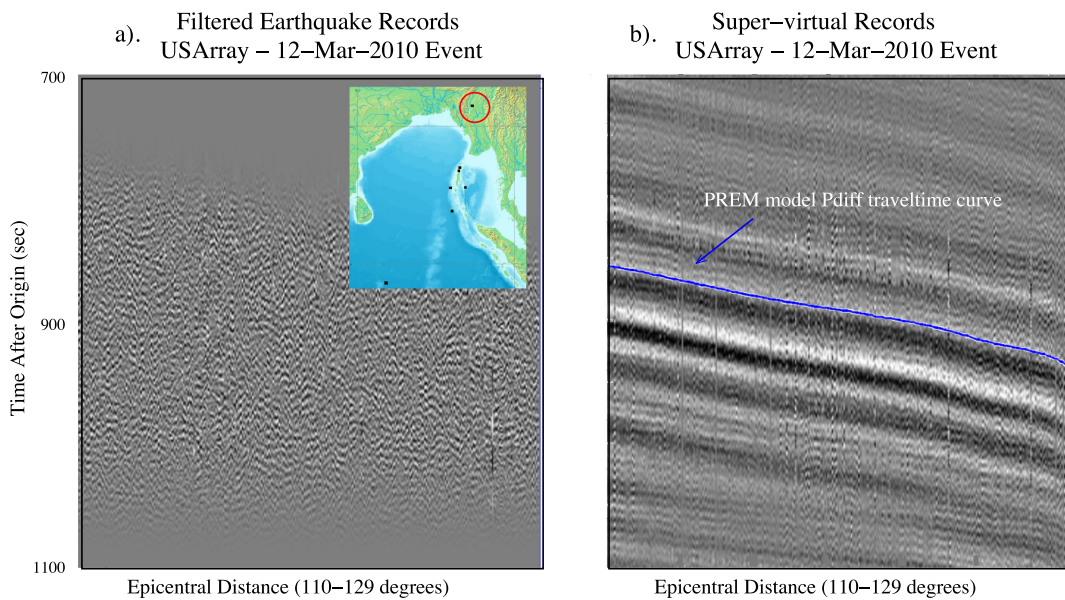 a).
Filtered Earthquake Records
USArray − 12−Mar−2010 Event
700
900
1100
Time After Origin (sec)
Epicentral Distance (110−129 degrees)
b).
Super−virtual Records
USArray − 12−Mar−2010 Event
PREM model Pdiff traveltime curve
Epicentral Distance (110−129 degrees)